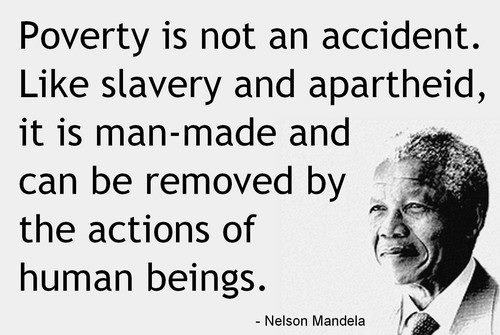 Poverty is not an accident.
Like slavery and apartheid,
it is man-made and
can be removed by
the actions of
human beings.
- Nelson Mandela